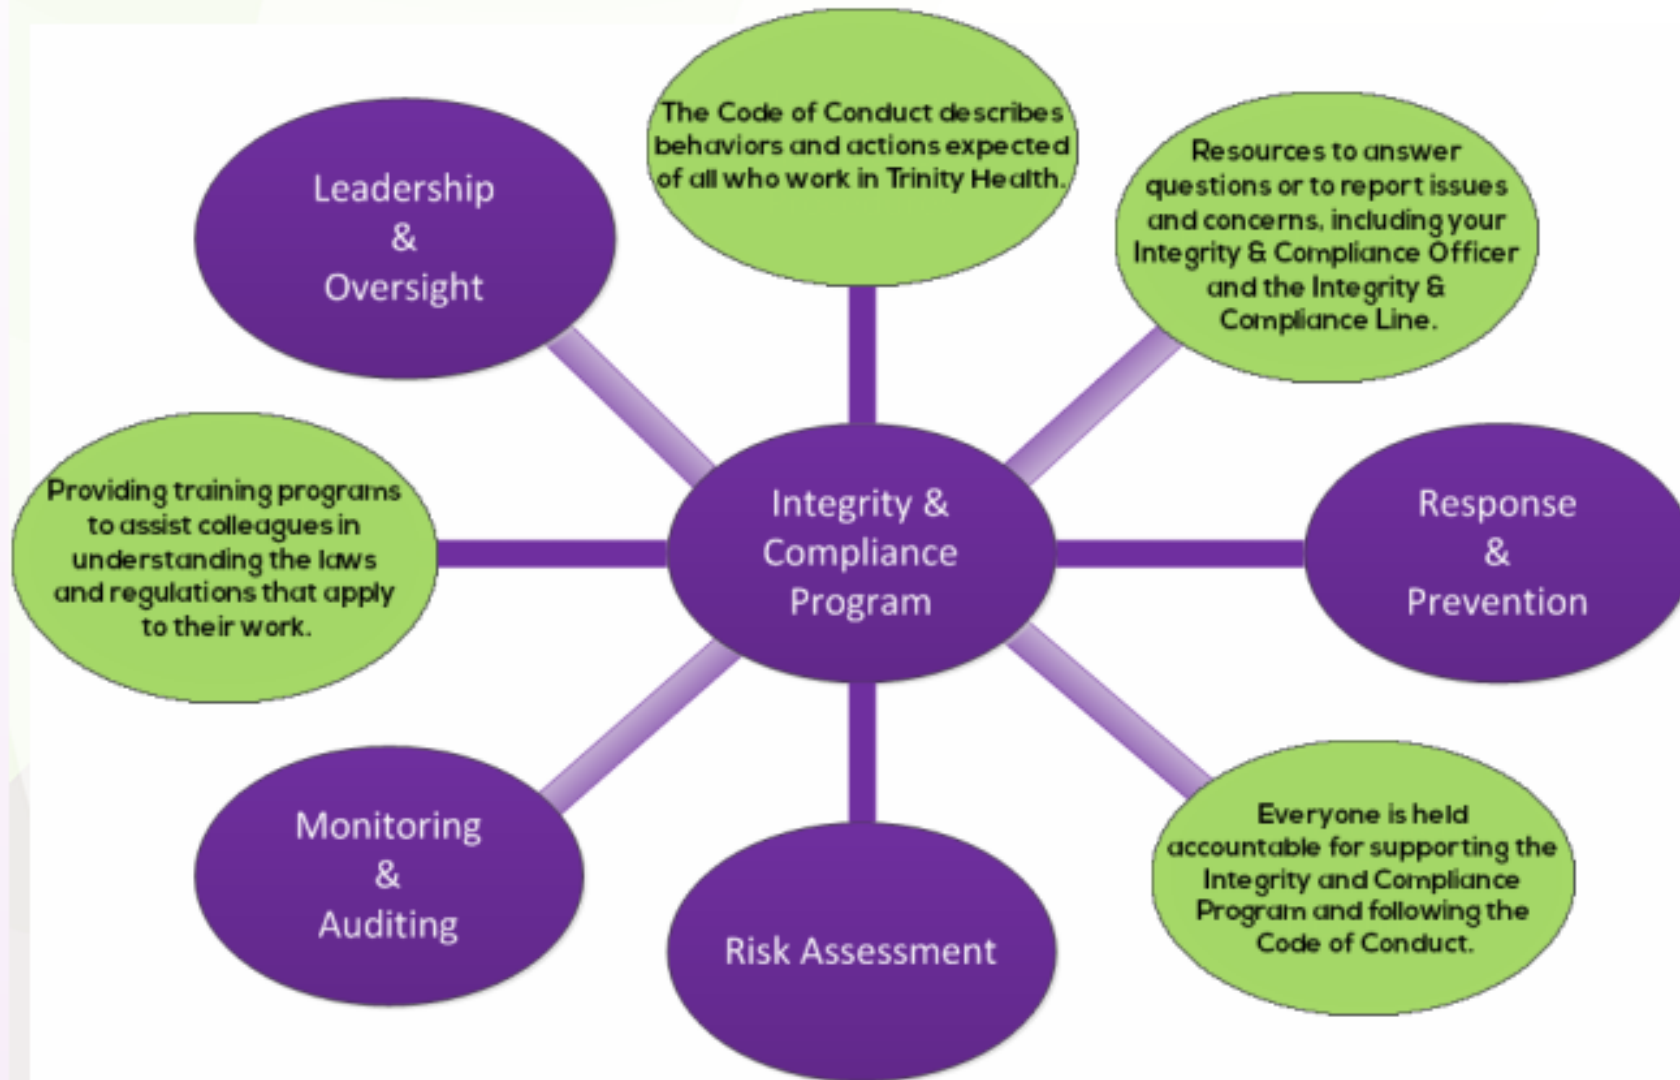 The Code of Conduct describes
behaviors and actions expected
of all who work in Trinity Health.
Leadership
&
Oversight
Resources to answer
questions or to report issues
and concerns, including your
Integrity & Compliance Officer
and the Integrity &
Compliance Line.
Providing training programs
to assist colleagues in
understanding the laws
and regulations that apply
to their work.
Integrity &
Compliance
Program
Response
&
Prevention
Monitoring
&
Auditing
Risk Assessment
Everyone is held
accountable for supporting the
Integrity and Compliance
Program and following the
Code of Conduct.